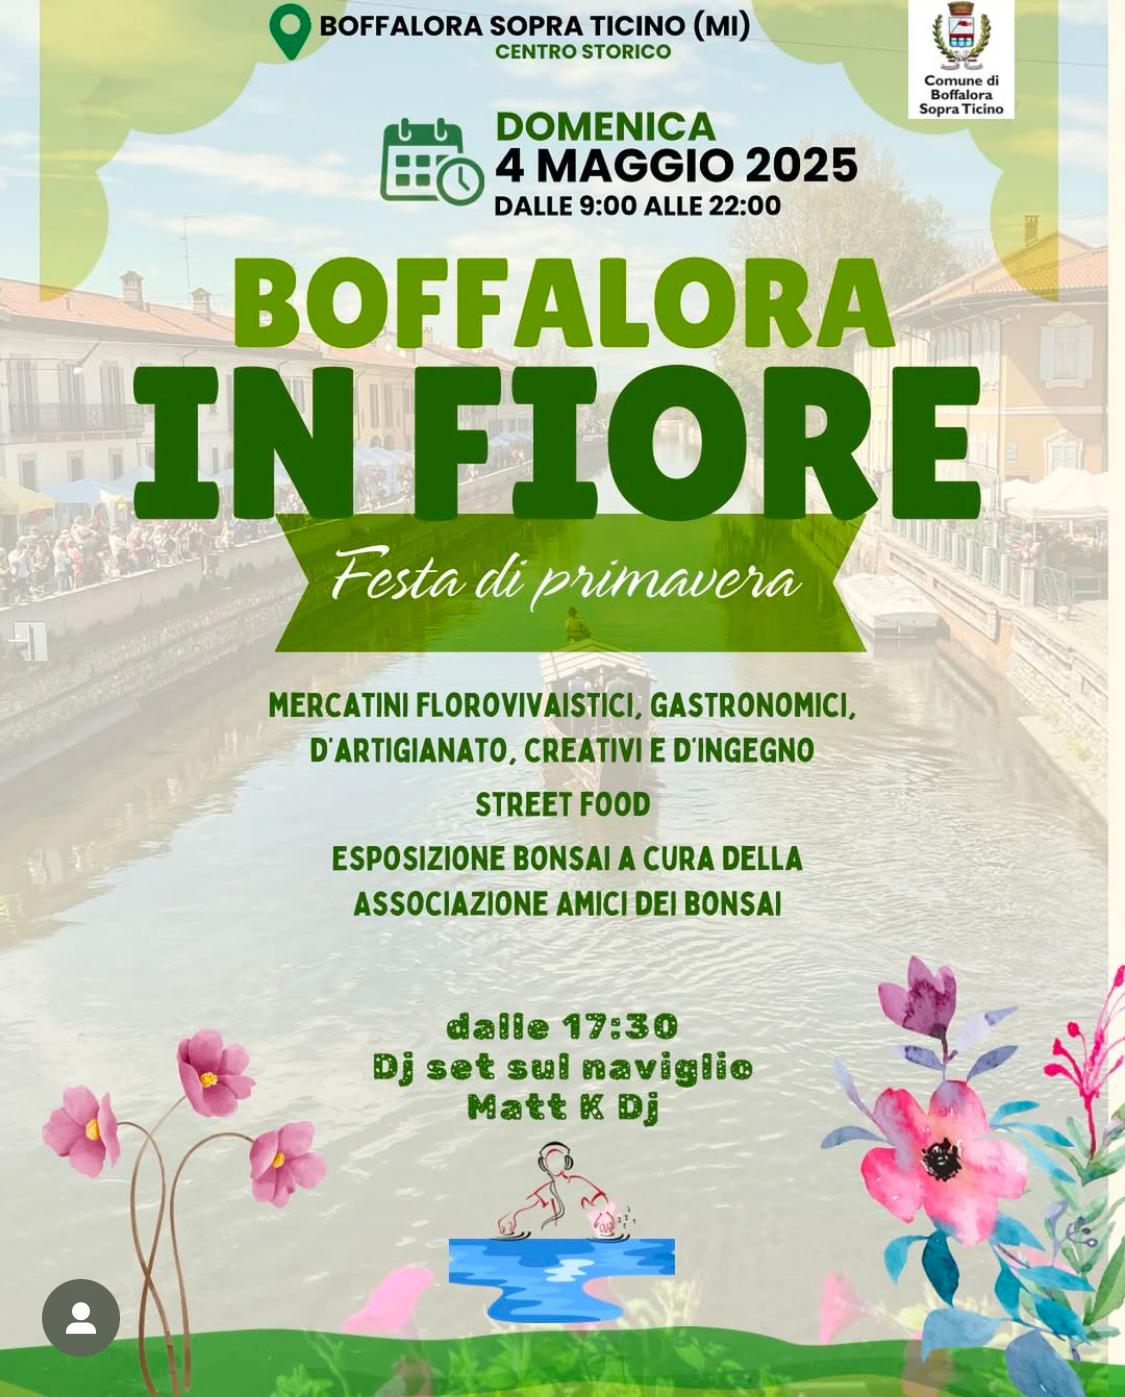 BOFFALORA SOPRA TICINO (MI)
CENTRO STORICO
Comune di
Boffalora
Sopra Ticino
DOMENICA
4 MAGGIO 2025
DALLE 9:00 ALLE 22:00
BOFFALORA
IN FIORE
Festa di primavera
MERCATINI FLOROVIVAISTICI, GASTRONOMICI,
D'ARTIGIANATO, CREATIVI E D'INGEGNO
STREET FOOD
ESPOSIZIONE BONSAI A CURA DELLA
ASSOCIAZIONE AMICI DEI BONSAI
dalle 17:30
Dj set sul naviglio
Matt K Dj